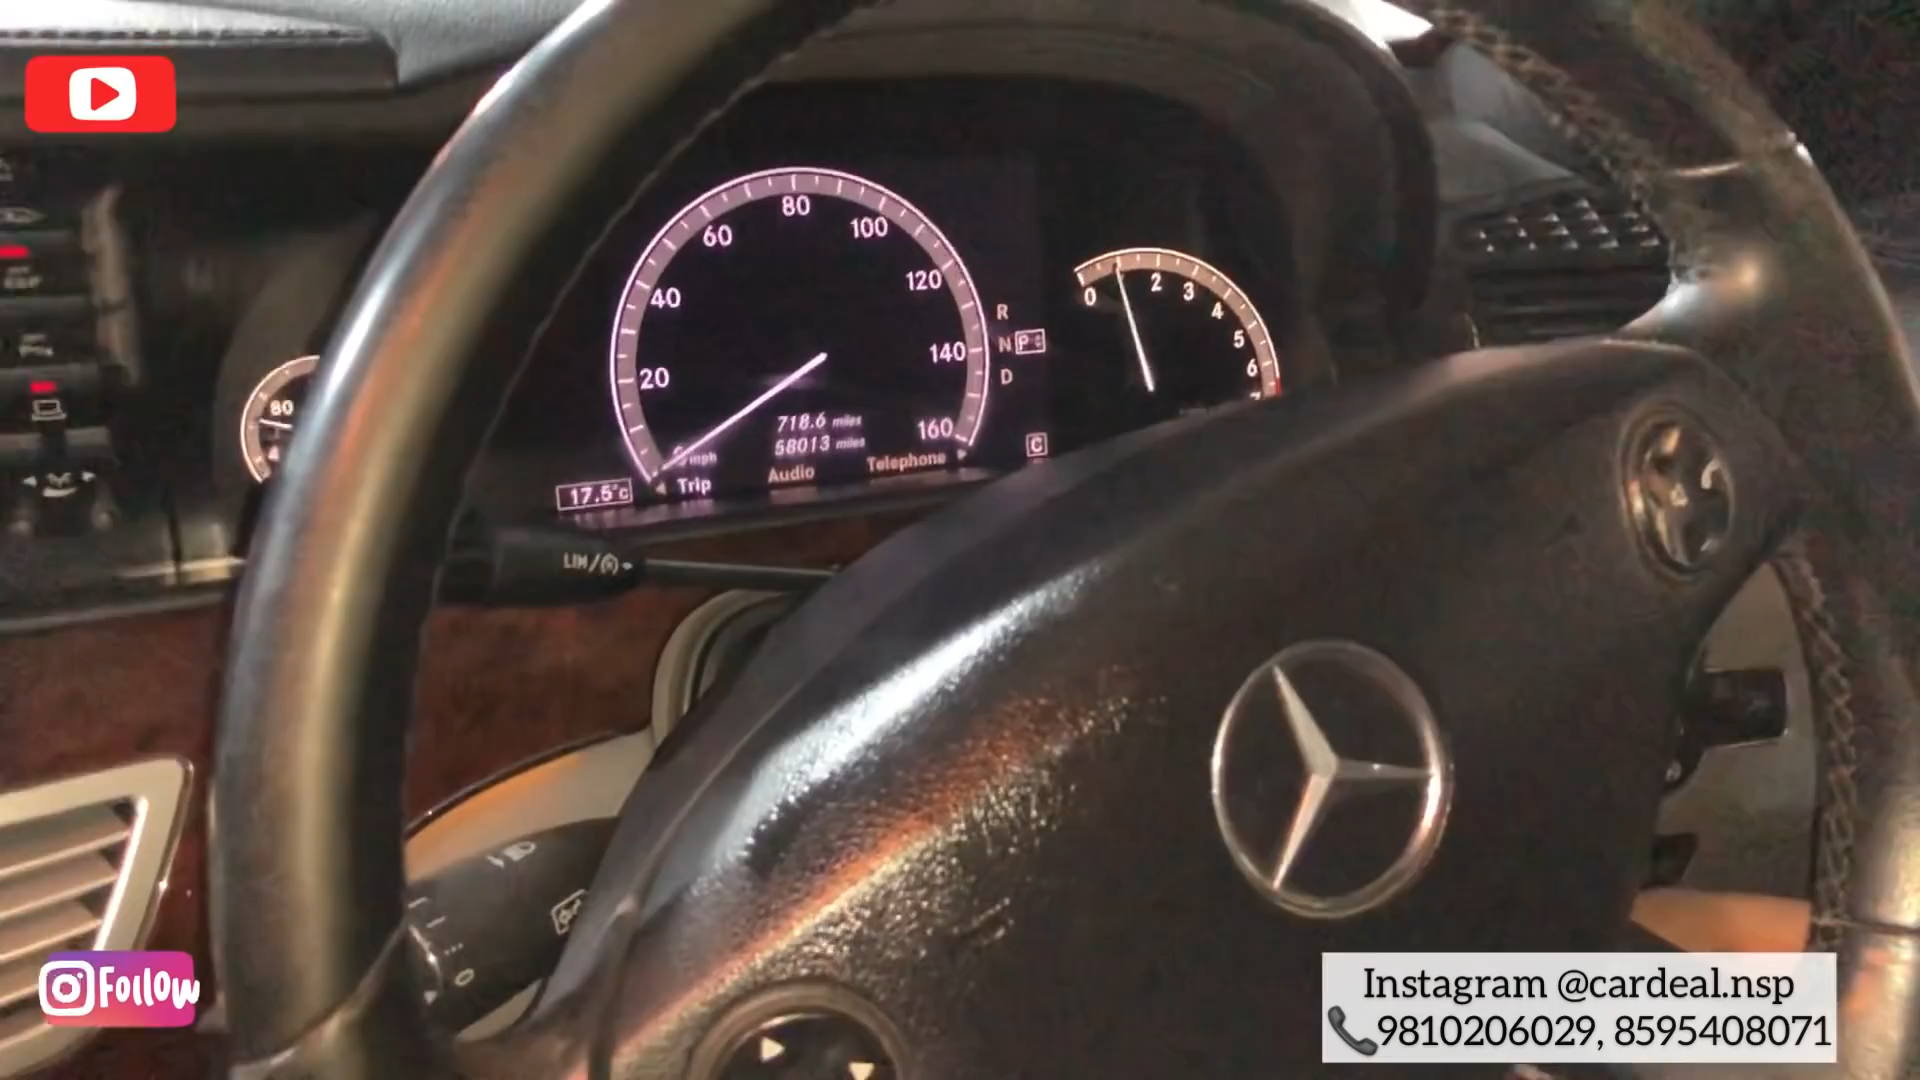 80
100
60
120
40
140
20
160
718.6 miles
58013 miles
mph
Trip
Audio
Telephone
17.5°C
R
N
P
D
C
0
2
3
4
5
6
80
LIM/
Follow
Instagram @cardeal.nsp
9810206029, 8595408071